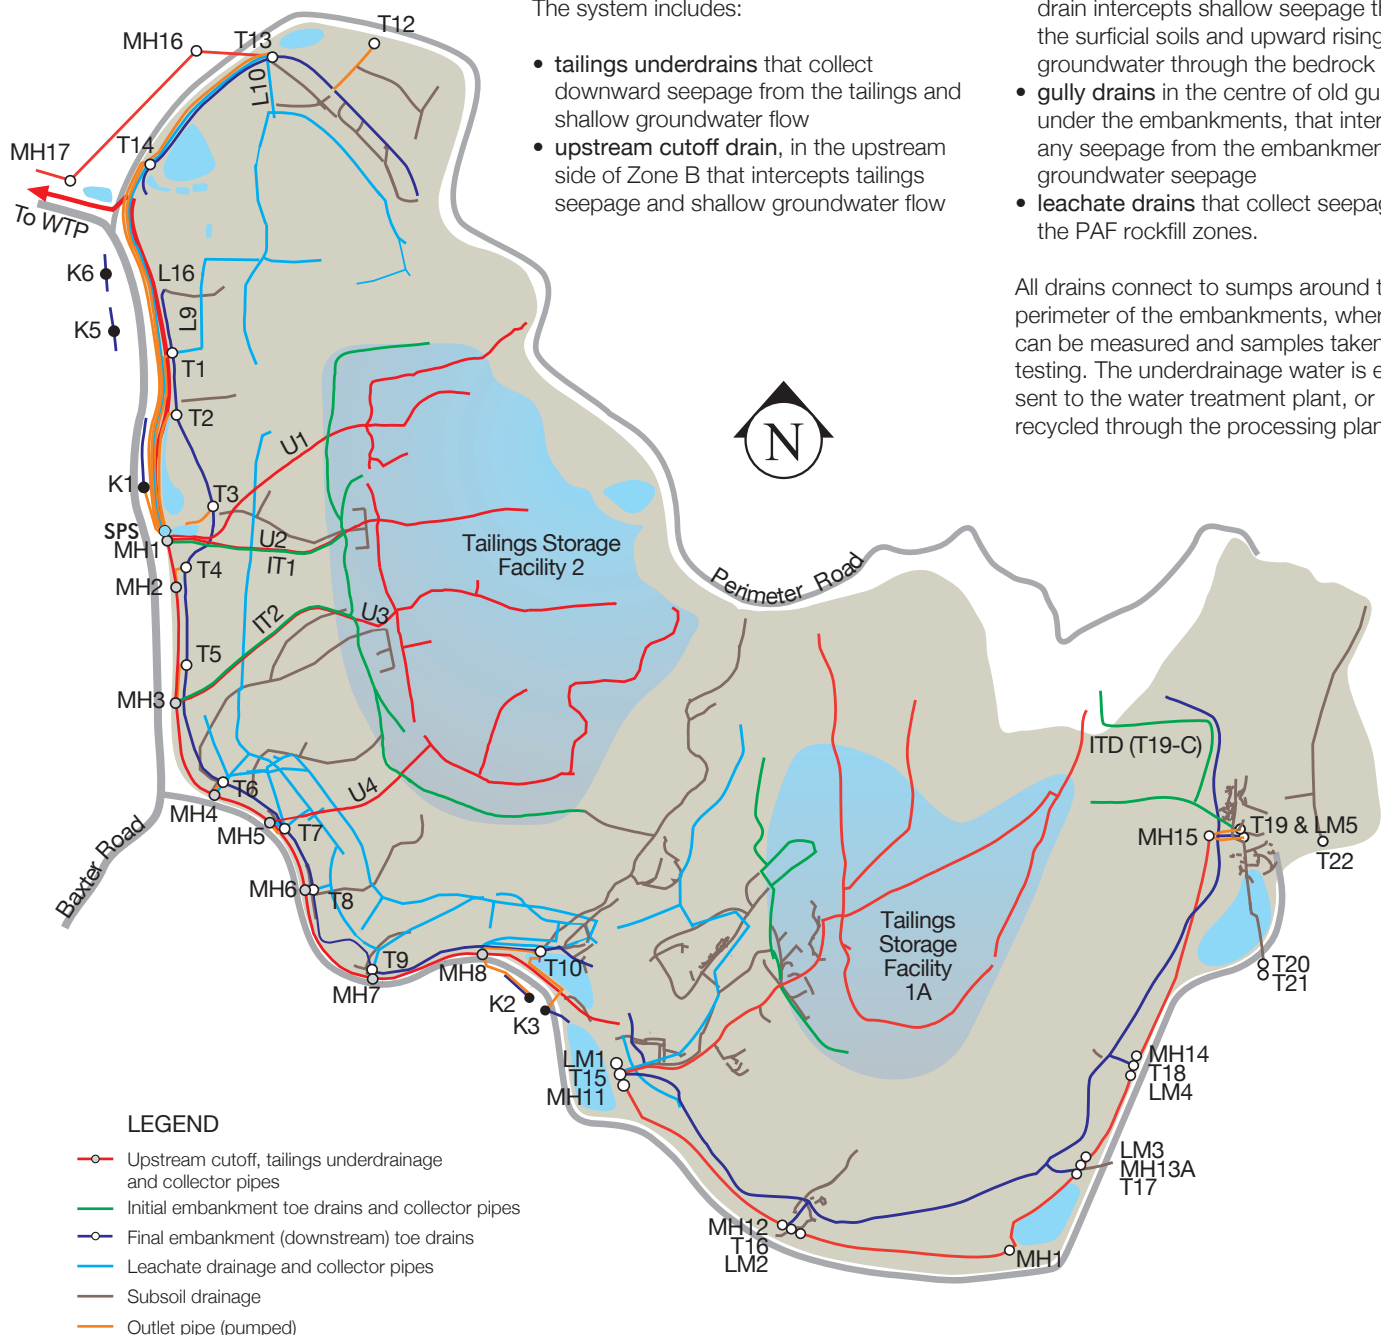 The system includes:
• tailings underdrains that collect
downward seepage from the tailings and
shallow groundwater flow
• upstream cutoff drain, in the upstream
side of Zone B that intercepts tailings
seepage and shallow groundwater flow
drain intercepts shallow seepage th
the surficial soils and upward rising
groundwater through the bedrock
• gully drains in the centre of old gu
under the embankments, that inter
any seepage from the embankmen
groundwater seepage
• leachate drains that collect seepag
the PAF rockfill zones.
All drains connect to sumps around t
perimeter of the embankments, wher
can be measured and samples taken
testing. The underdrainage water is e
sent to the water treatment plant, or
recycled through the processing plan
MH16
T13
T12
L10
T14
MH17
To WTP
K6
L16
K5
L9
T1
T2
U1
K1
T3
SPS
MH1
U2
IT1
T4
MH2
Tailings Storage
Facility 2
N
Perimeter Road
IT2
U3
T5
MH3
ITD (T19-C)
T6
MH4
U4
MH5
T7
Baxter Road
MH6
T8
T9
MH7
MH8
T10
K2
K3
Tailings
Storage
Facility
1A
MH15
T19 & LM5
T22
T20
T21
LM1
T15
MH11
MH14
T18
LM4
LM3
MH13A
T17
MH12
T16
LM2
MH1
LEGEND
Upstream cutoff, tailings underdrainage
and collector pipes
Initial embankment toe drains and collector pipes
Final embankment (downstream) toe drains
Leachate drainage and collector pipes
Subsoil drainage
Outlet pipe (pumped)